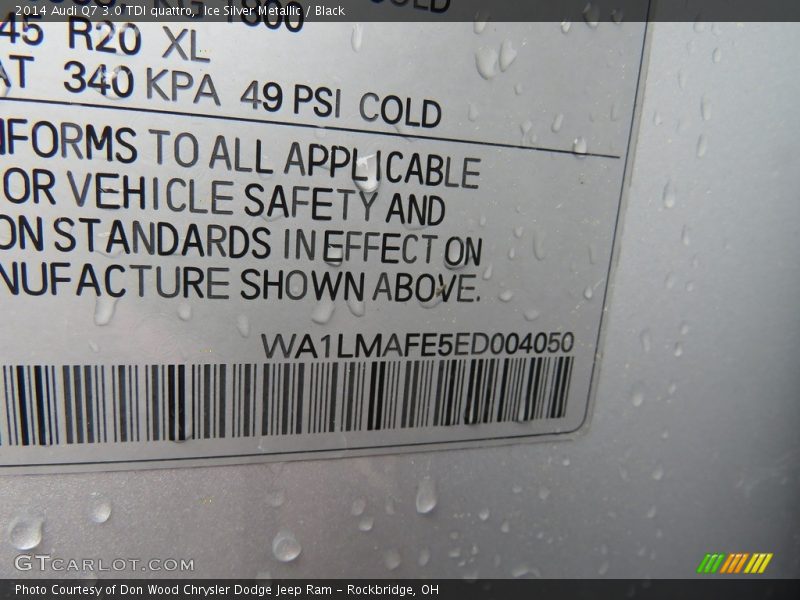 2014 Audi Q7 3.0 TDI quattro, Ice Silver Metallic / Black
45 R20 XL
340 KPA 49 PSI COLD
FORMS TO ALL APPLICABLE
OR VEHICLE SAFETY AND
ON STANDARDS IN EFFECT ON
NUFACTURE SHOWN ABOVE.
WA1LMAFE5ED004050
GTCARLOT.COM
Photo Courtesy of Don Wood Chrysler Dodge Jeep Ram - Rockbridge, OH